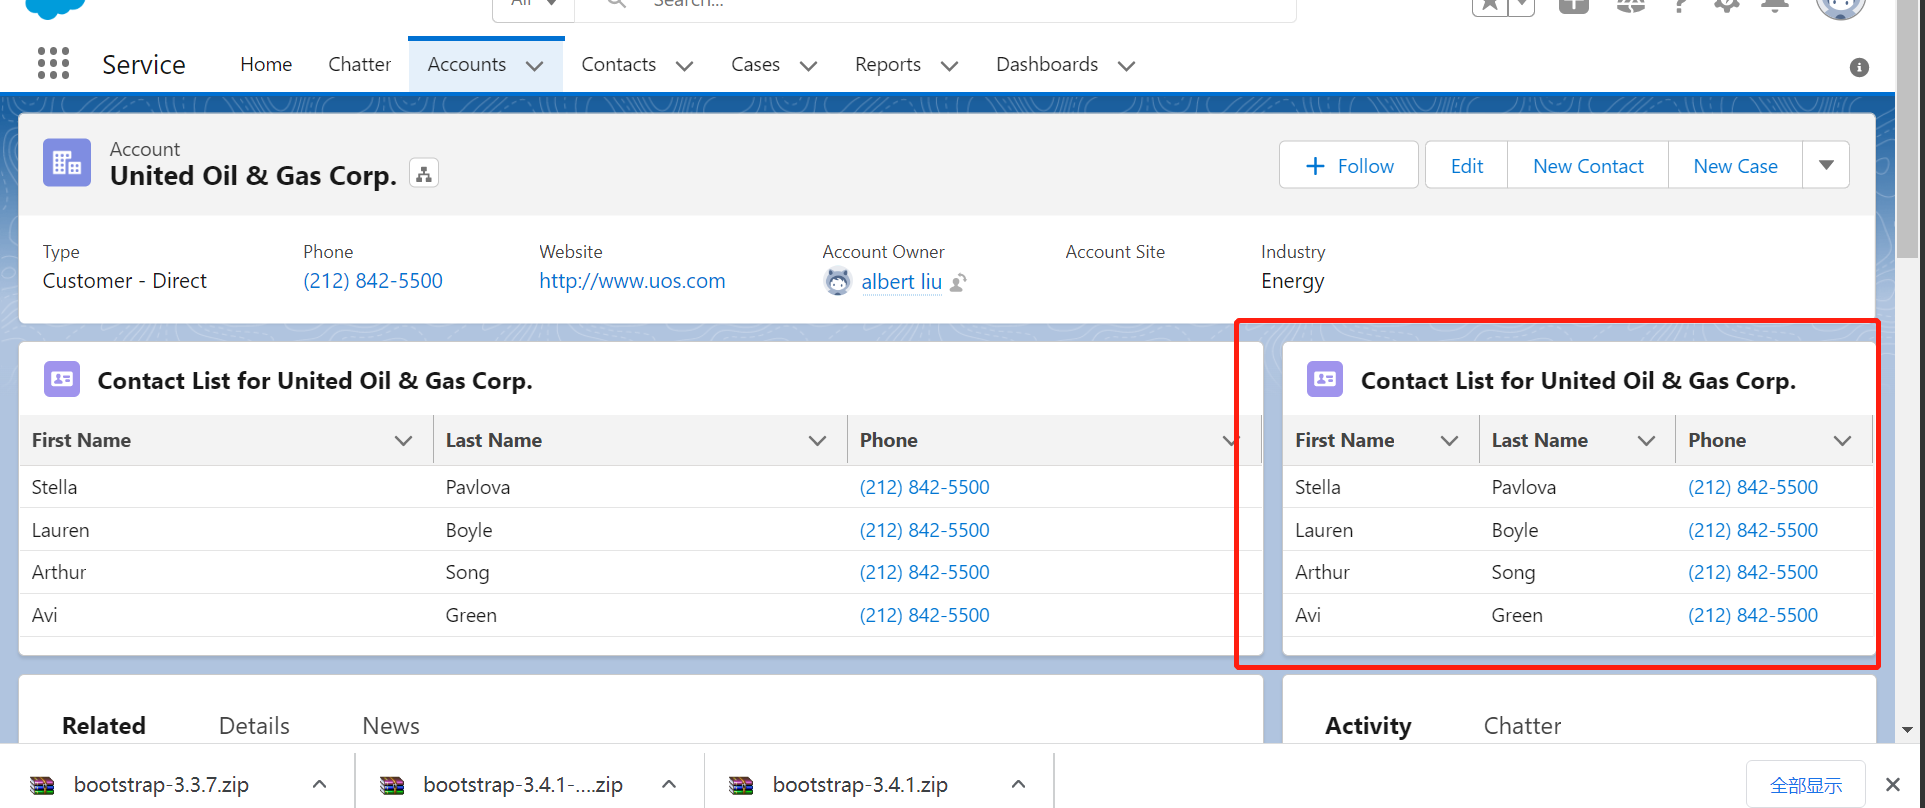 All Search...
Service Home Chatter Accounts Contacts Cases Reports Dashboards
Account
United Oil & Gas Corp.
Follow Edit New Contact New Case
Type Phone Website Account Owner Account Site Industry
Customer - Direct (212) 842-5500 http://www.uos.com albert liu Energy
Contact List for United Oil & Gas Corp.
First Name Last Name Phone
Stella Pavlova (212) 842-5500
Lauren Boyle (212) 842-5500
Arthur Song (212) 842-5500
Avi Green (212) 842-5500
Contact List for United Oil & Gas Corp.
First Name Last Name Phone
Stella Pavlova (212) 842-5500
Lauren Boyle (212) 842-5500
Arthur Song (212) 842-5500
Avi Green (212) 842-5500
Related Details News
Activity Chatter
bootstrap-3.3.7.zip bootstrap-3.4.1-....zip bootstrap-3.4.1.zip 全部显示